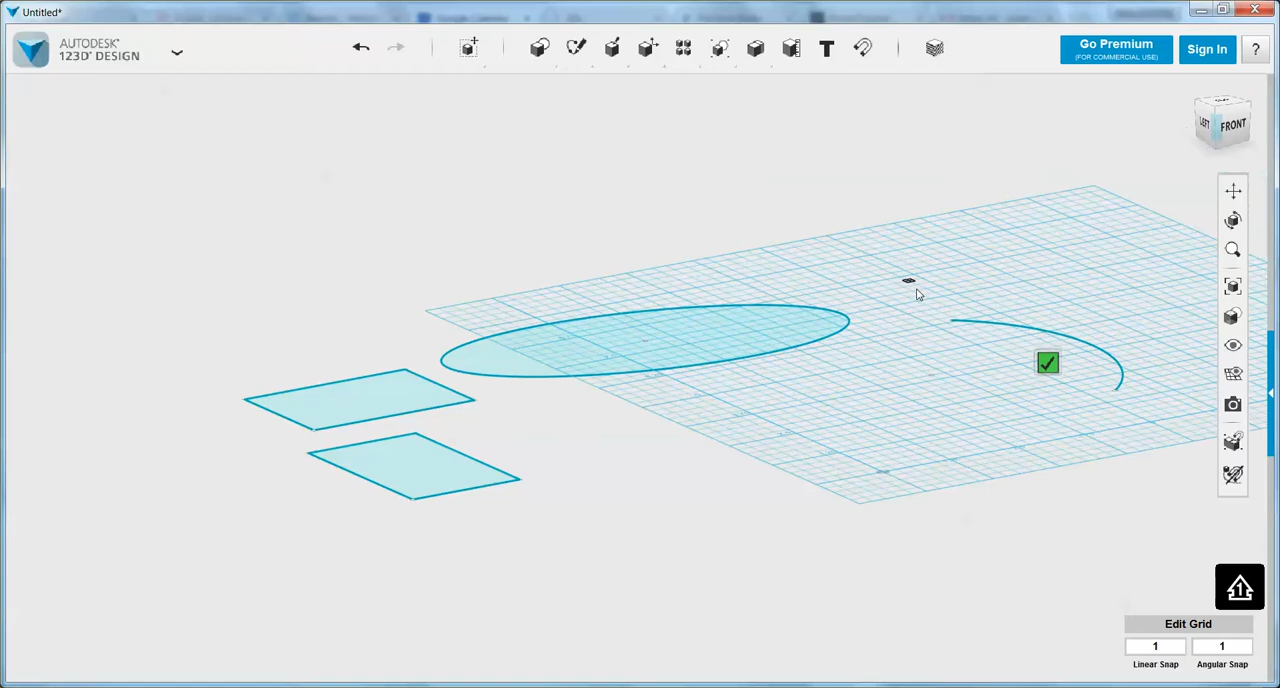 Untitled*
AUTODESK®
123D® DESIGN
T
Go Premium
(FOR COMMERCIAL USE)
Sign In
?
LEFT
FRONT
1
Edit Grid
1
1
Linear Snap
Angular Snap